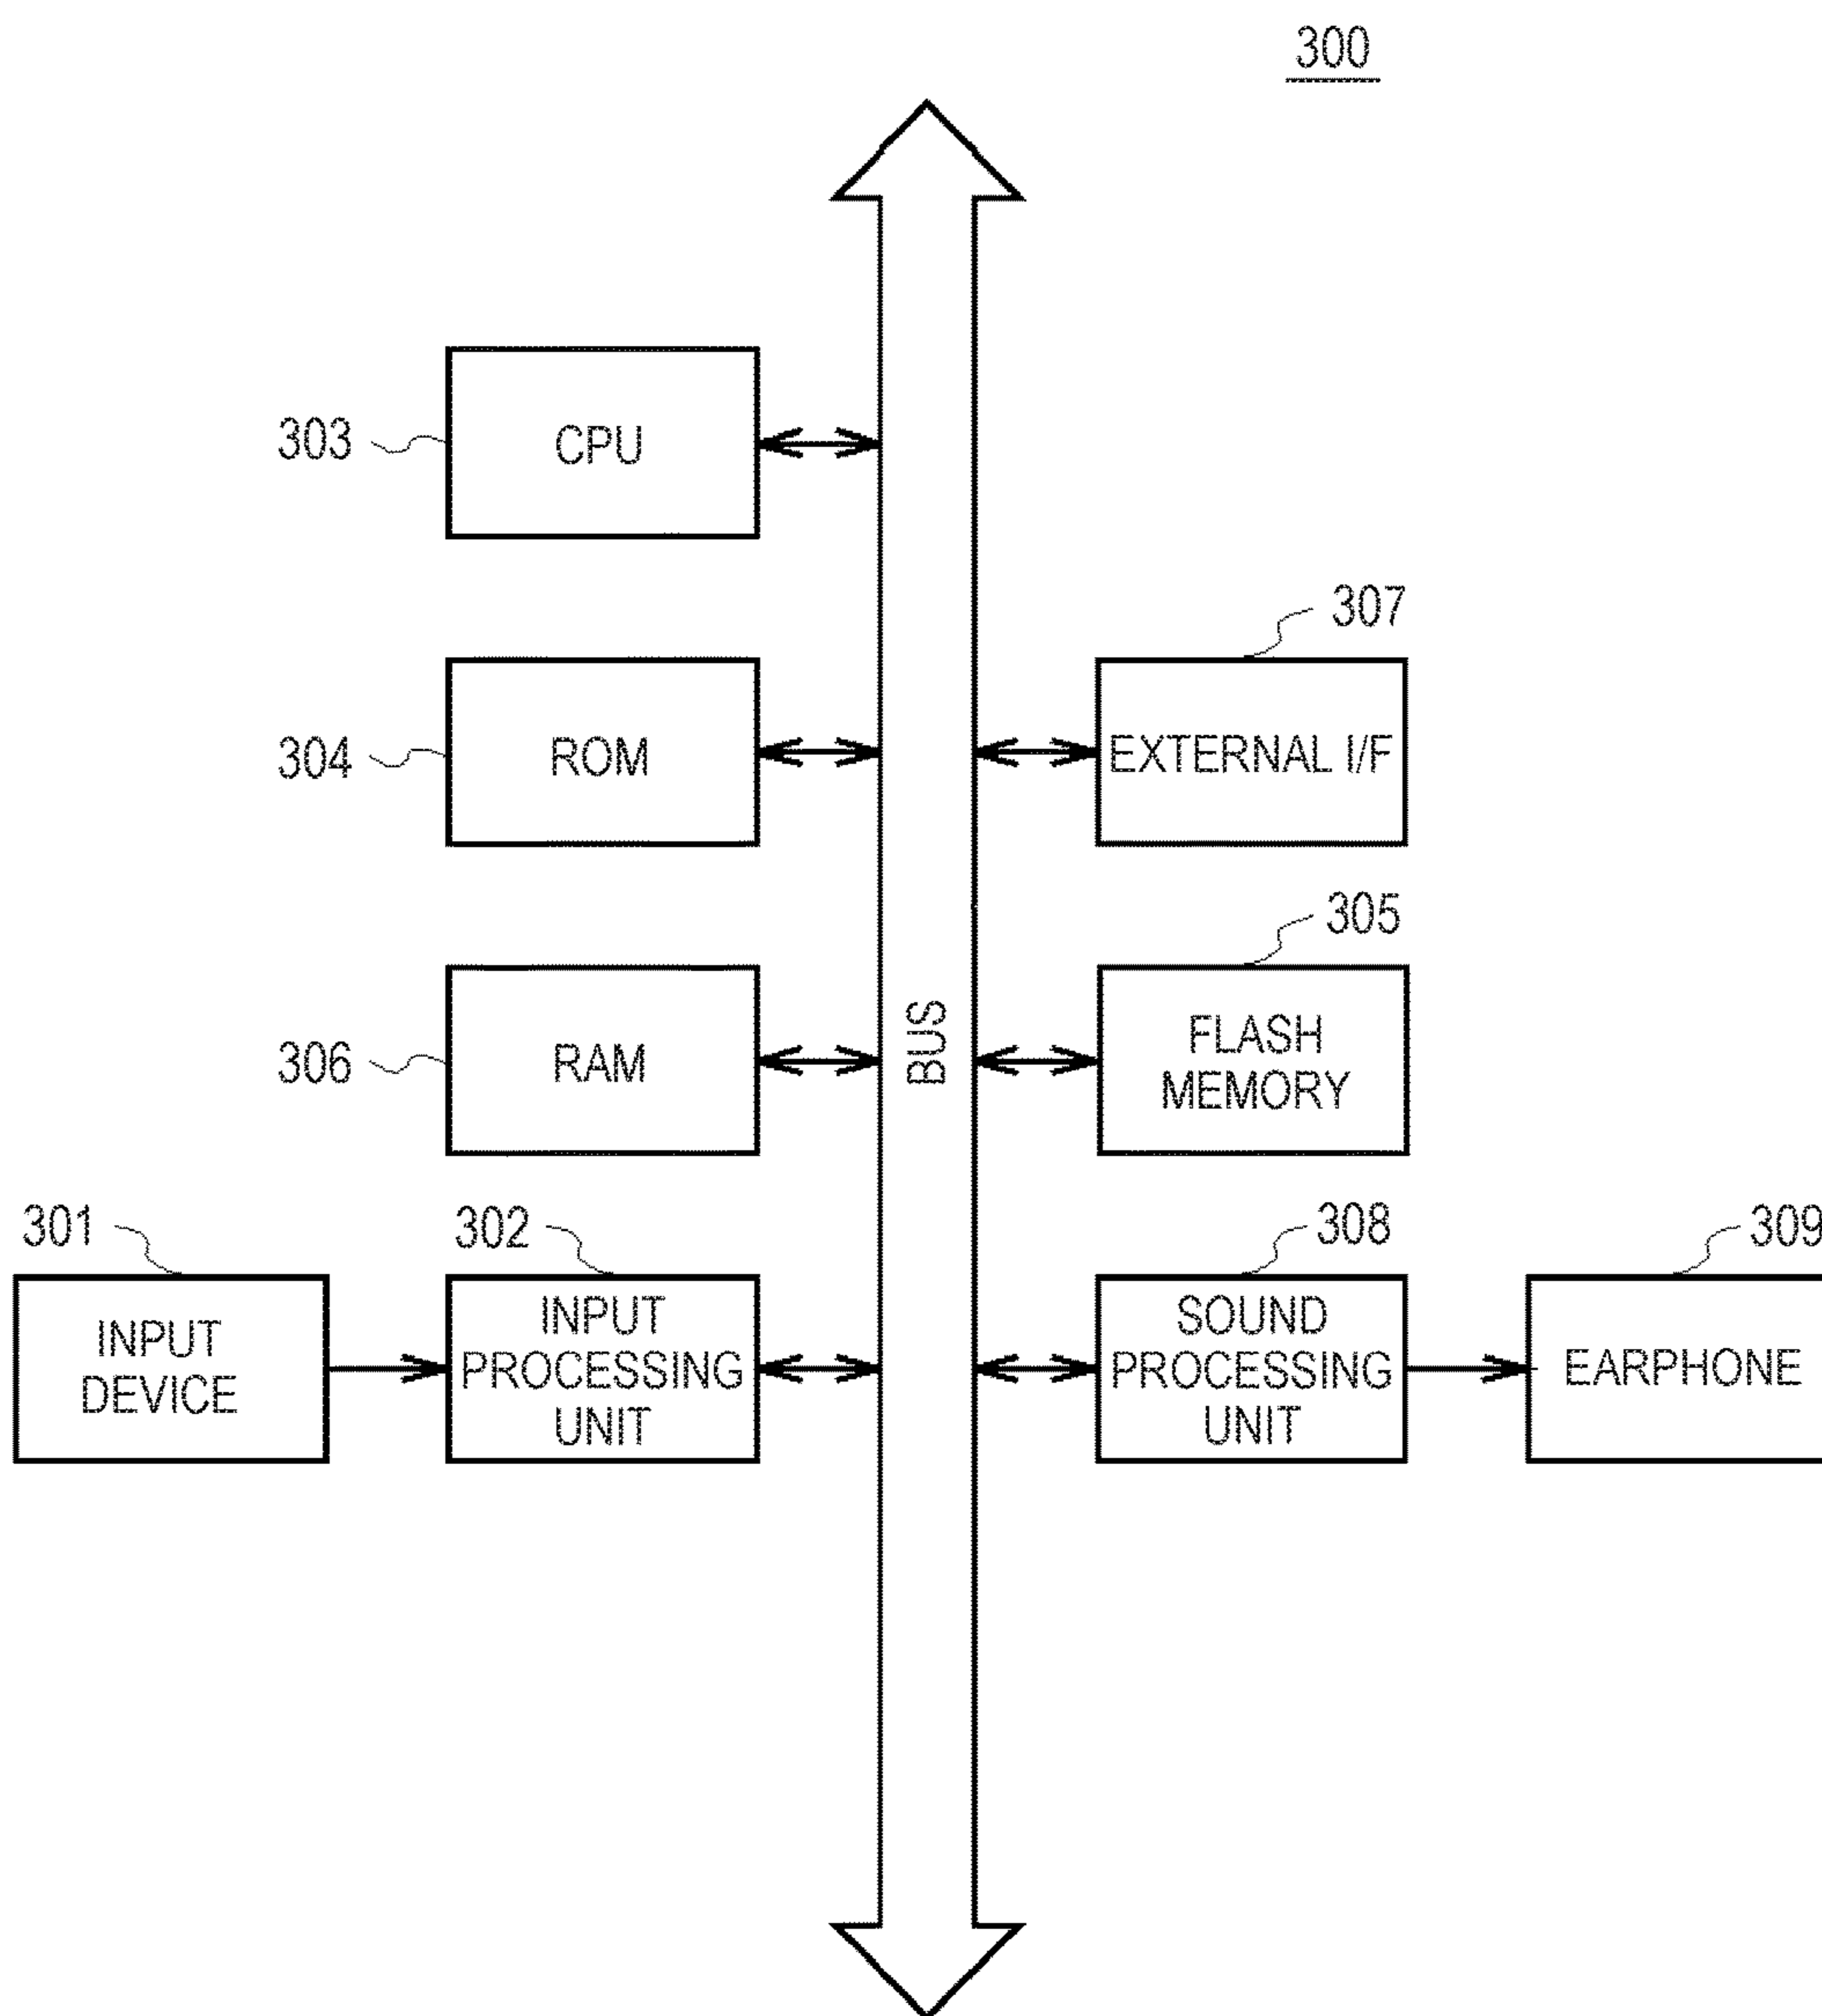 300
303
CPU
307
304
ROM
EXTERNAL I/F
305
306
RAM
BUS
FLASH
MEMORY
301
302
308
309
INPUT
DEVICE
INPUT
PROCESSING
UNIT
SOUND
PROCESSING
UNIT
EARPHONE